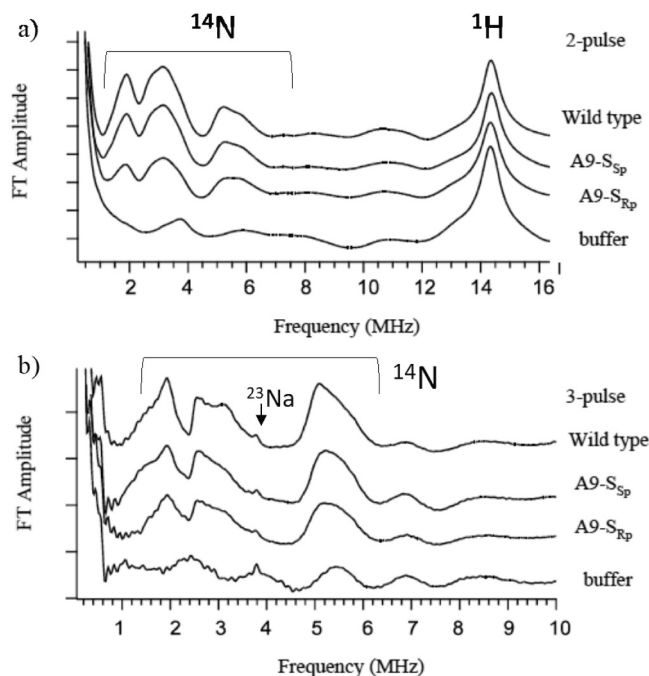 a)
14N
1H
2-pulse
Wild type
A9-SSp
A9-SRp
buffer
FT Amplitude
2 4 6 8 10 12 14 16
Frequency (MHz)
b)
14N
23Na
3-pulse
Wild type
A9-SSp
A9-SRp
buffer
FT Amplitude
1 2 3 4 5 6 7 8 9 10
Frequency (MHz)